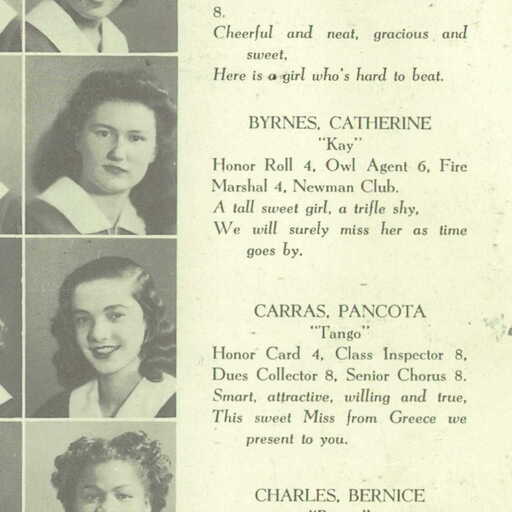 8.
Cheerful and neat, gracious and
sweet,
Here is a girl who's hard to beat.
BYRNES, CATHERINE
"Kay"
Honor Roll 4, Owl Agent 6, Fire
Marshal 4, Newman Club.
A tall sweet girl, a trifle shy,
We will surely miss her as time
goes by.
CARRAS, PANCOTA
"Tango"
Honor Card 4, Class Inspector 8,
Dues Collector 8, Senior Chorus 8.
Smart, attractive, willing and true,
This sweet Miss from Greece we
present to you.
CHARLES, BERNICE